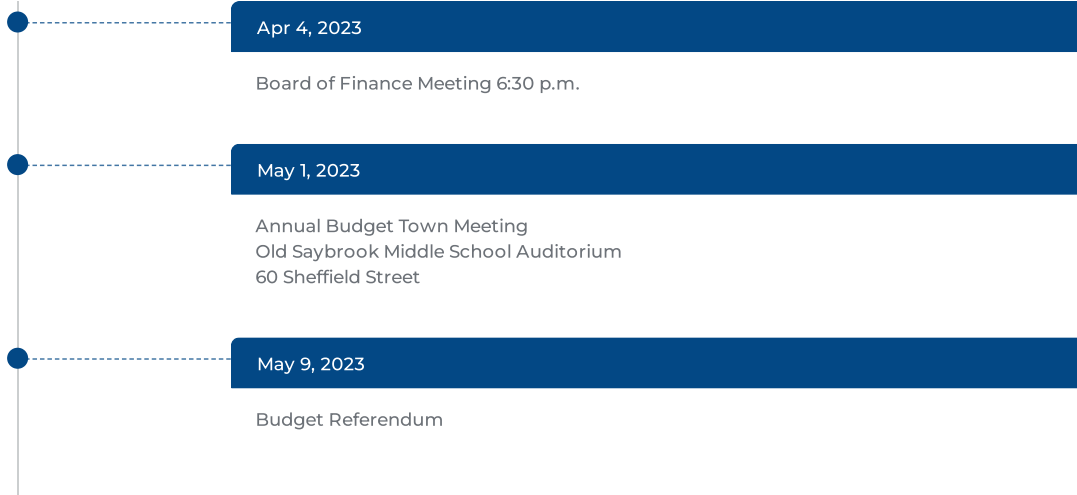 Apr 4, 2023
Board of Finance Meeting 6:30 p.m.
May 1, 2023
Annual Budget Town Meeting
Old Saybrook Middle School Auditorium
60 Sheffield Street
May 9, 2023
Budget Referendum